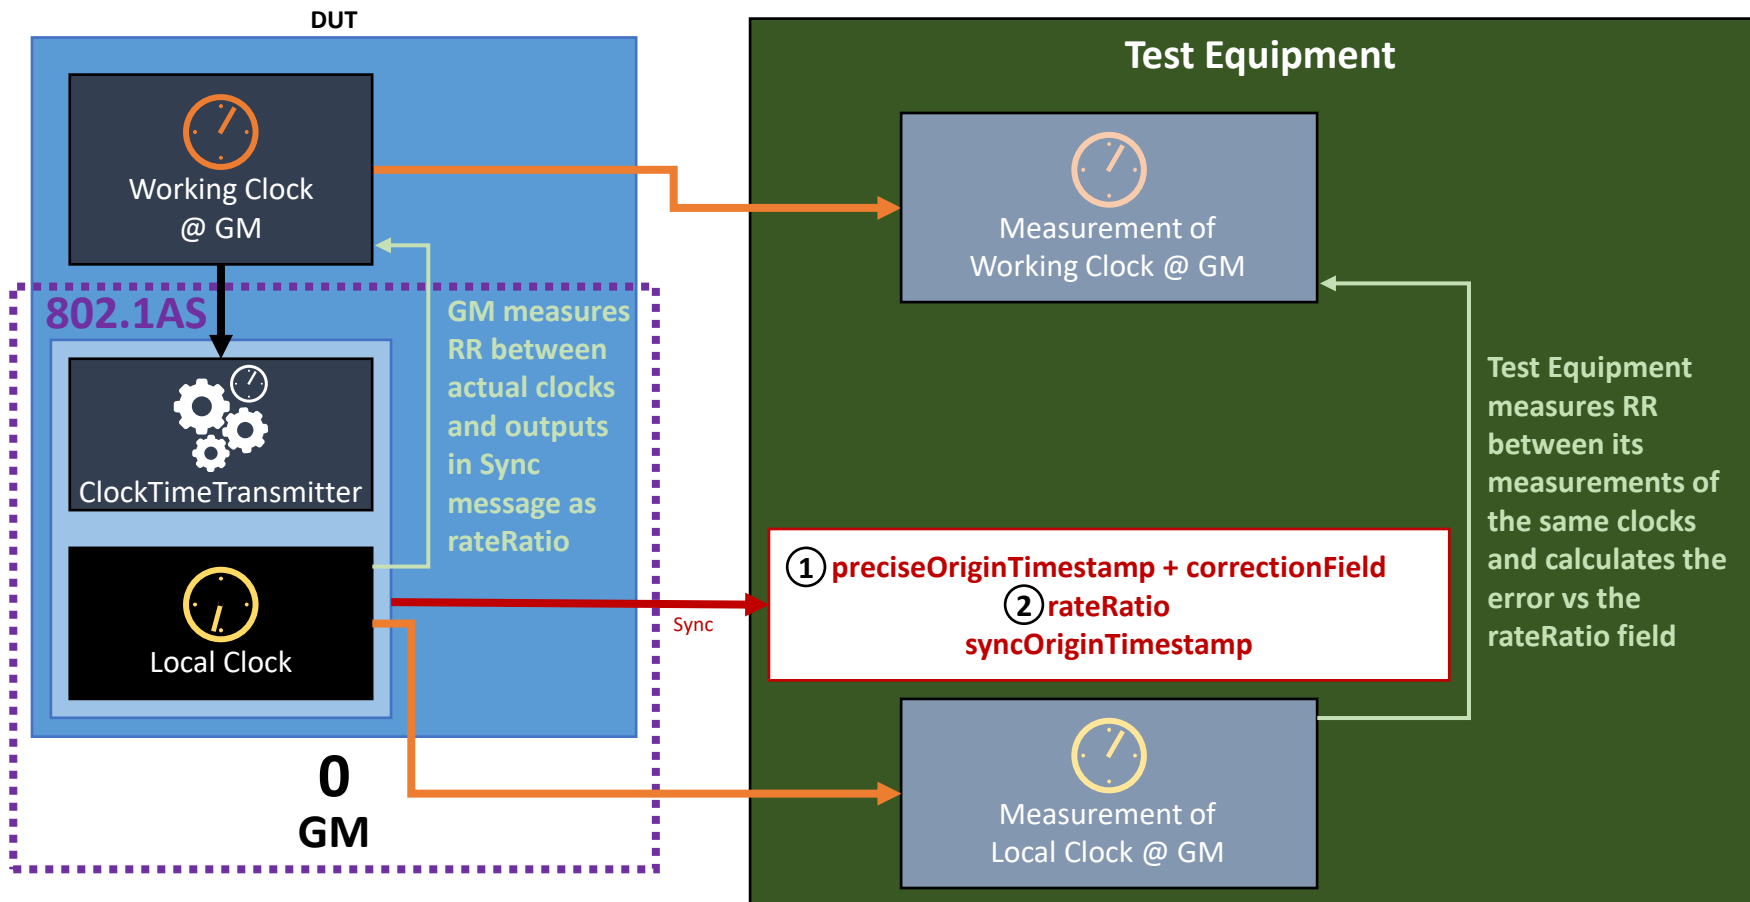 DUT
Working Clock
@ GM
802.1AS
GM measures
RR between
actual clocks
and outputs
in Sync
message as
rateRatio
ClockTimeTransmitter
Local Clock
0
GM
Sync
Test Equipment
Measurement of
Working Clock @ GM
1 preciseOriginTimestamp + correctionField
2 rateRatio
syncOriginTimestamp
Measurement of
Local Clock @ GM
Test Equipment
measures RR
between its
measurements of
the same clocks
and calculates the
error vs the
rateRatio field